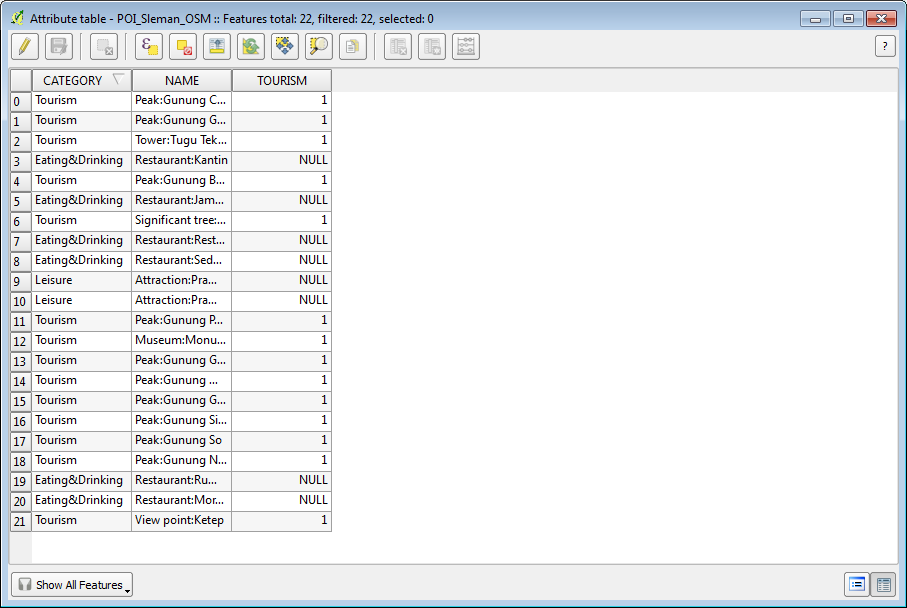 Attribute table - POI_Sleman_OSM :: Features total: 22, filtered: 22, selected: 0
?
CATEGORY NAME TOURISM
0 Tourism Peak:Gunung C... 1
1 Tourism Peak:Gunung G... 1
2 Tourism Tower:Tugu Tek... 1
3 Eating&Drinking Restaurant:Kantin NULL
4 Tourism Peak:Gunung B... 1
5 Eating&Drinking Restaurant:Jam... NULL
6 Tourism Significant tree:... 1
7 Eating&Drinking Restaurant:Rest... NULL
8 Eating&Drinking Restaurant:Sed... NULL
9 Leisure Attraction:Pra... NULL
10 Leisure Attraction:Pra... NULL
11 Tourism Peak:Gunung P... 1
12 Tourism Museum:Monu... 1
13 Tourism Peak:Gunung G... 1
14 Tourism Peak:Gunung ... 1
15 Tourism Peak:Gunung G... 1
16 Tourism Peak:Gunung Si... 1
17 Tourism Peak:Gunung So 1
18 Tourism Peak:Gunung N... 1
19 Eating&Drinking Restaurant:Ru... NULL
20 Eating&Drinking Restaurant:Mor... NULL
21 Tourism View point:Ketep 1
Show All Features